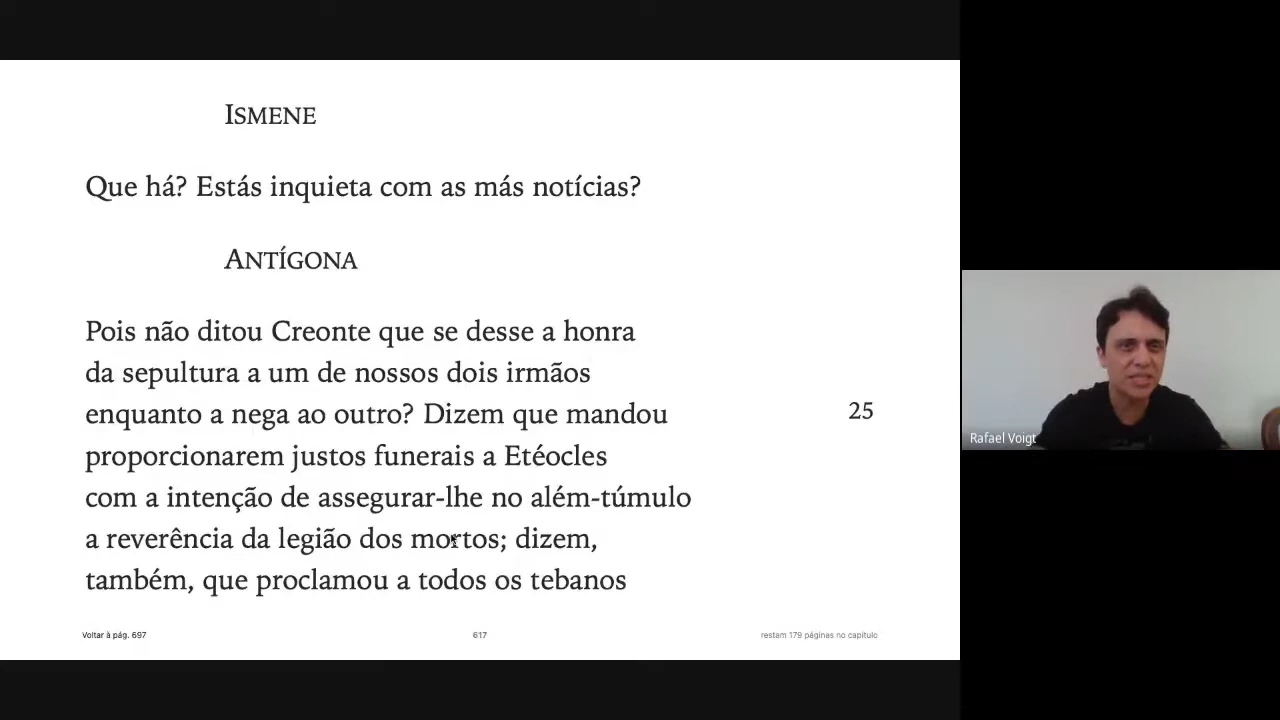 ISMENE
Que há? Estás inquieta com as más notícias?
ANTÍGONA
Pois não ditou Creonte que se desse a honra
da sepultura a um de nossos dois irmãos
enquanto a nega ao outro? Dizem que mandou
25
proporcionarem justos funerais a Etéocles
com a intenção de assegurar-lhe no além-túmulo
a reverência da legião dos mortos; dizem,
também, que proclamou a todos os tebanos
Voltar à pág. 697
617
restam 179 páginas no capítulo
Rafael Voigt